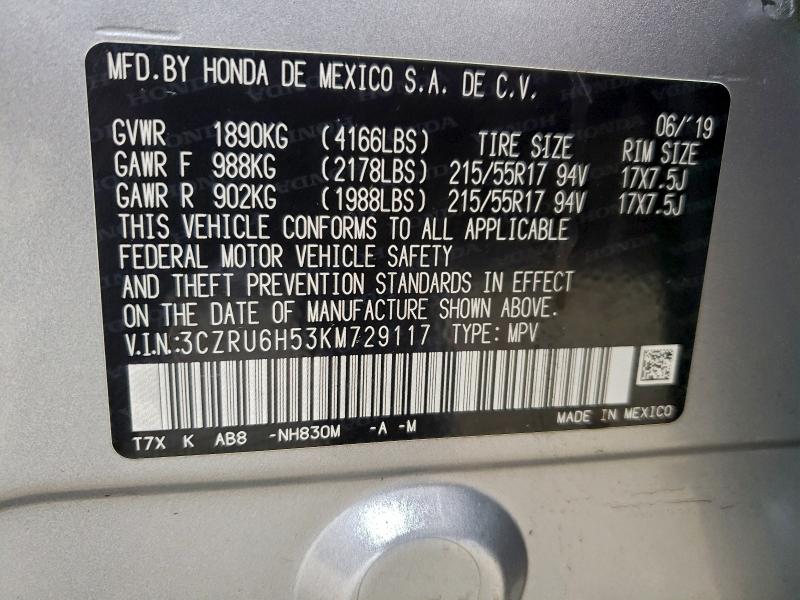 MFD.BY HONDA DE MEXICO S.A. DE C.V.
06/'19
GVWR 1890KG (4166LBS) TIRE SIZE RIM SIZE
GAWR F 988KG (2178LBS) 215/55R17 94V 17X7.5J
GAWR R 902KG (1988LBS) 215/55R17 94V 17X7.5J
THIS VEHICLE CONFORMS TO ALL APPLICABLE
FEDERAL MOTOR VEHICLE SAFETY
AND THEFT PREVENTION STANDARDS IN EFFECT
ON THE DATE OF MANUFACTURE SHOWN ABOVE.
V.I.N.:3CZRU6H53KM729117 TYPE: MPV
MADE IN MEXICO
T7X K AB8 -NH830M -A -M